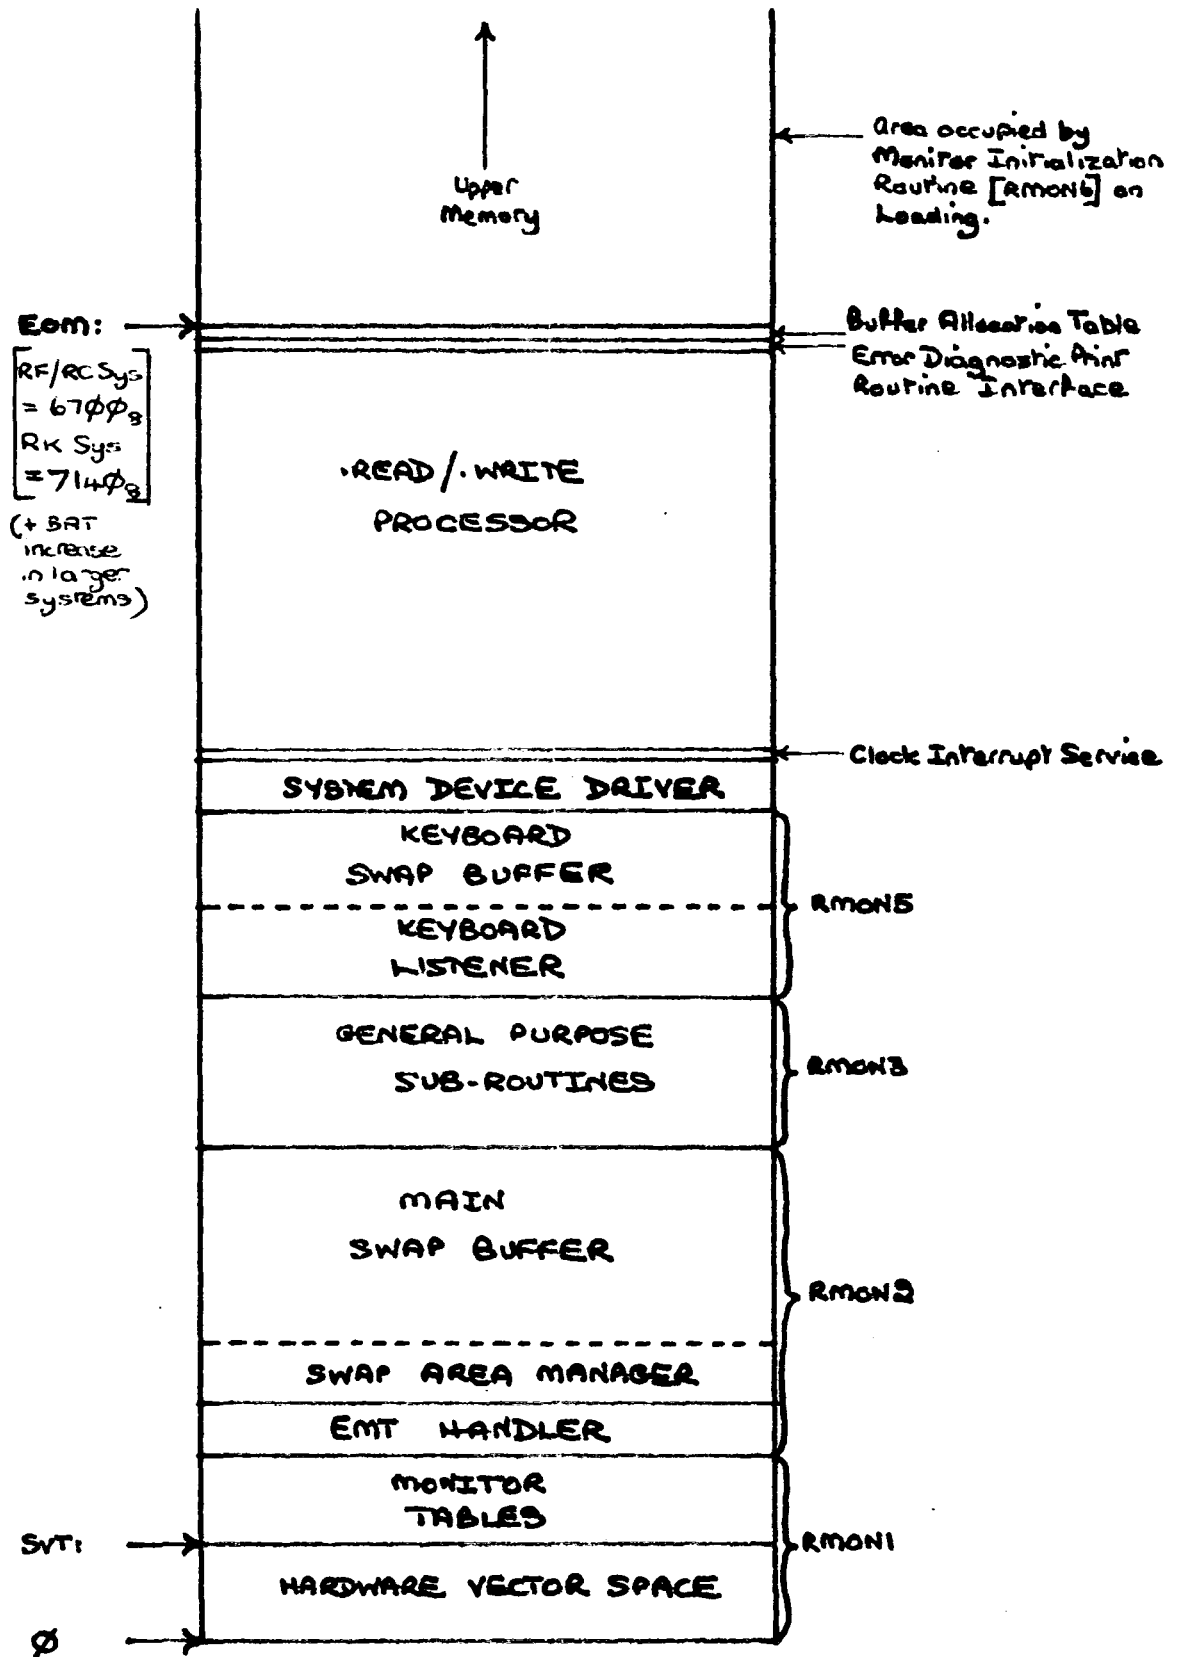 Upper
Memory
Area occupied by
Monitor Initialization
Routine [RMON6] on
Loading.
EOM:
[RF/RC Sys
= 67ØØ₈
RK Sys
= 714Ø₈]
(+ BAT
increase
in larger
systems)
Buffer Allocation Table
Error Diagnostic Print
Routine Interface
.READ/.WRITE
PROCESSOR
Clock Interrupt Service
SYSTEM DEVICE DRIVER
KEYBOARD
SWAP BUFFER
KEYBOARD
LISTENER
RMON5
GENERAL PURPOSE
SUB-ROUTINES
RMON3
MAIN
SWAP BUFFER
RMON2
SWAP AREA MANAGER
EMT HANDLER
MONITOR
TABLES
SVT:
RMON1
HARDWARE VECTOR SPACE
Ø